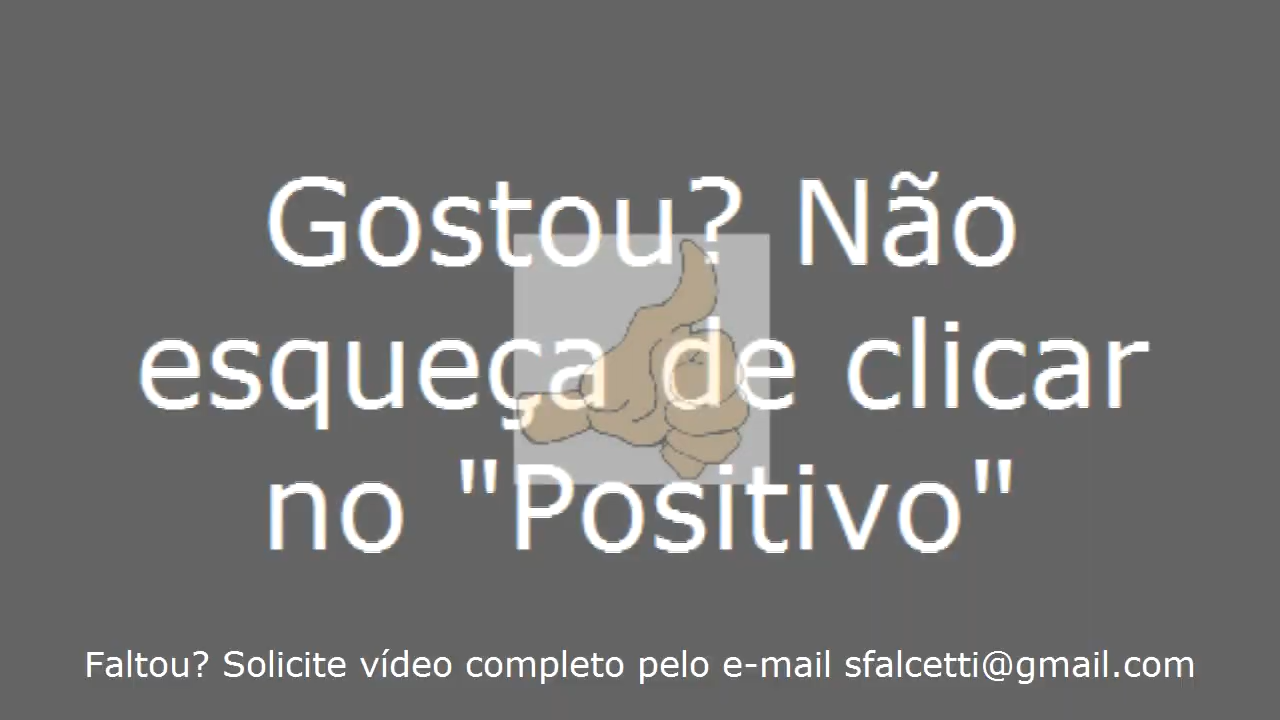 Gostou? Não
esqueça de clicar
no "Positivo"
Faltou? Solicite vídeo completo pelo e-mail sfalcetti@gmail.com